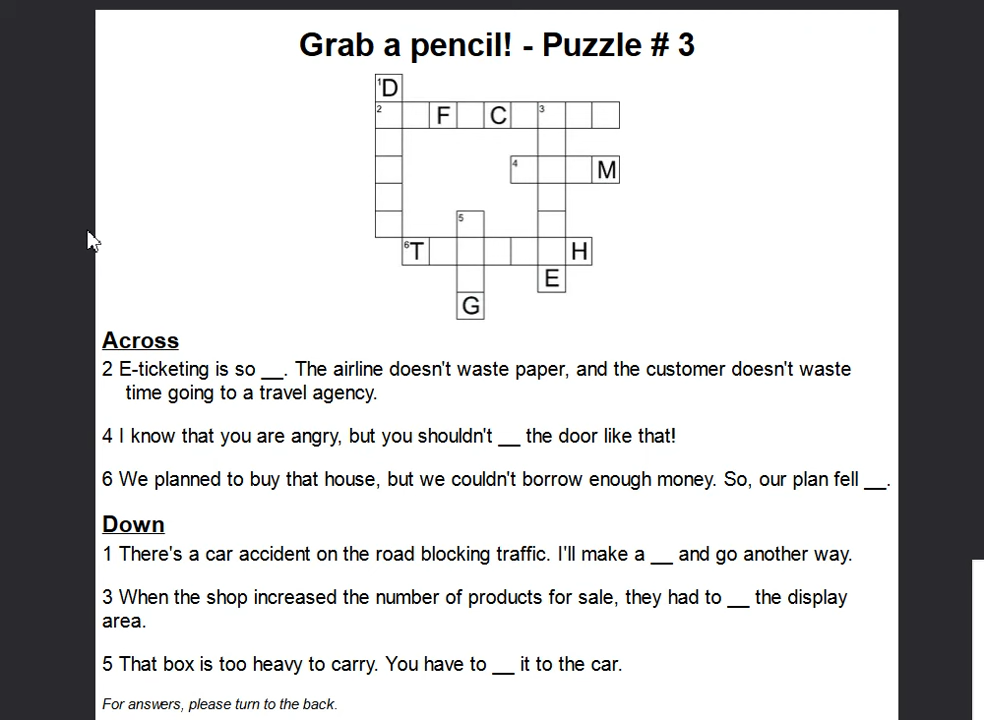 Grab a pencil! - Puzzle # 3
1 D
2 F C 3
4 M
5
6 T H
E
G
Across
2 E-ticketing is so __. The airline doesn't waste paper, and the customer doesn't waste
time going to a travel agency.
4 I know that you are angry, but you shouldn't __ the door like that!
6 We planned to buy that house, but we couldn't borrow enough money. So, our plan fell __.
Down
1 There's a car accident on the road blocking traffic. I'll make a __ and go another way.
3 When the shop increased the number of products for sale, they had to __ the display
area.
5 That box is too heavy to carry. You have to __ it to the car.
For answers, please turn to the back.